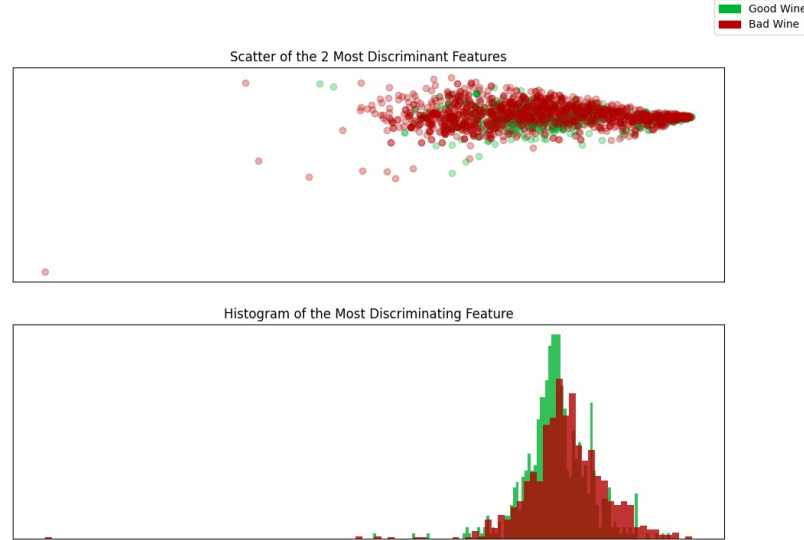 Good Wine
Bad Wine
Scatter of the 2 Most Discriminant Features
Histogram of the Most Discriminating Feature